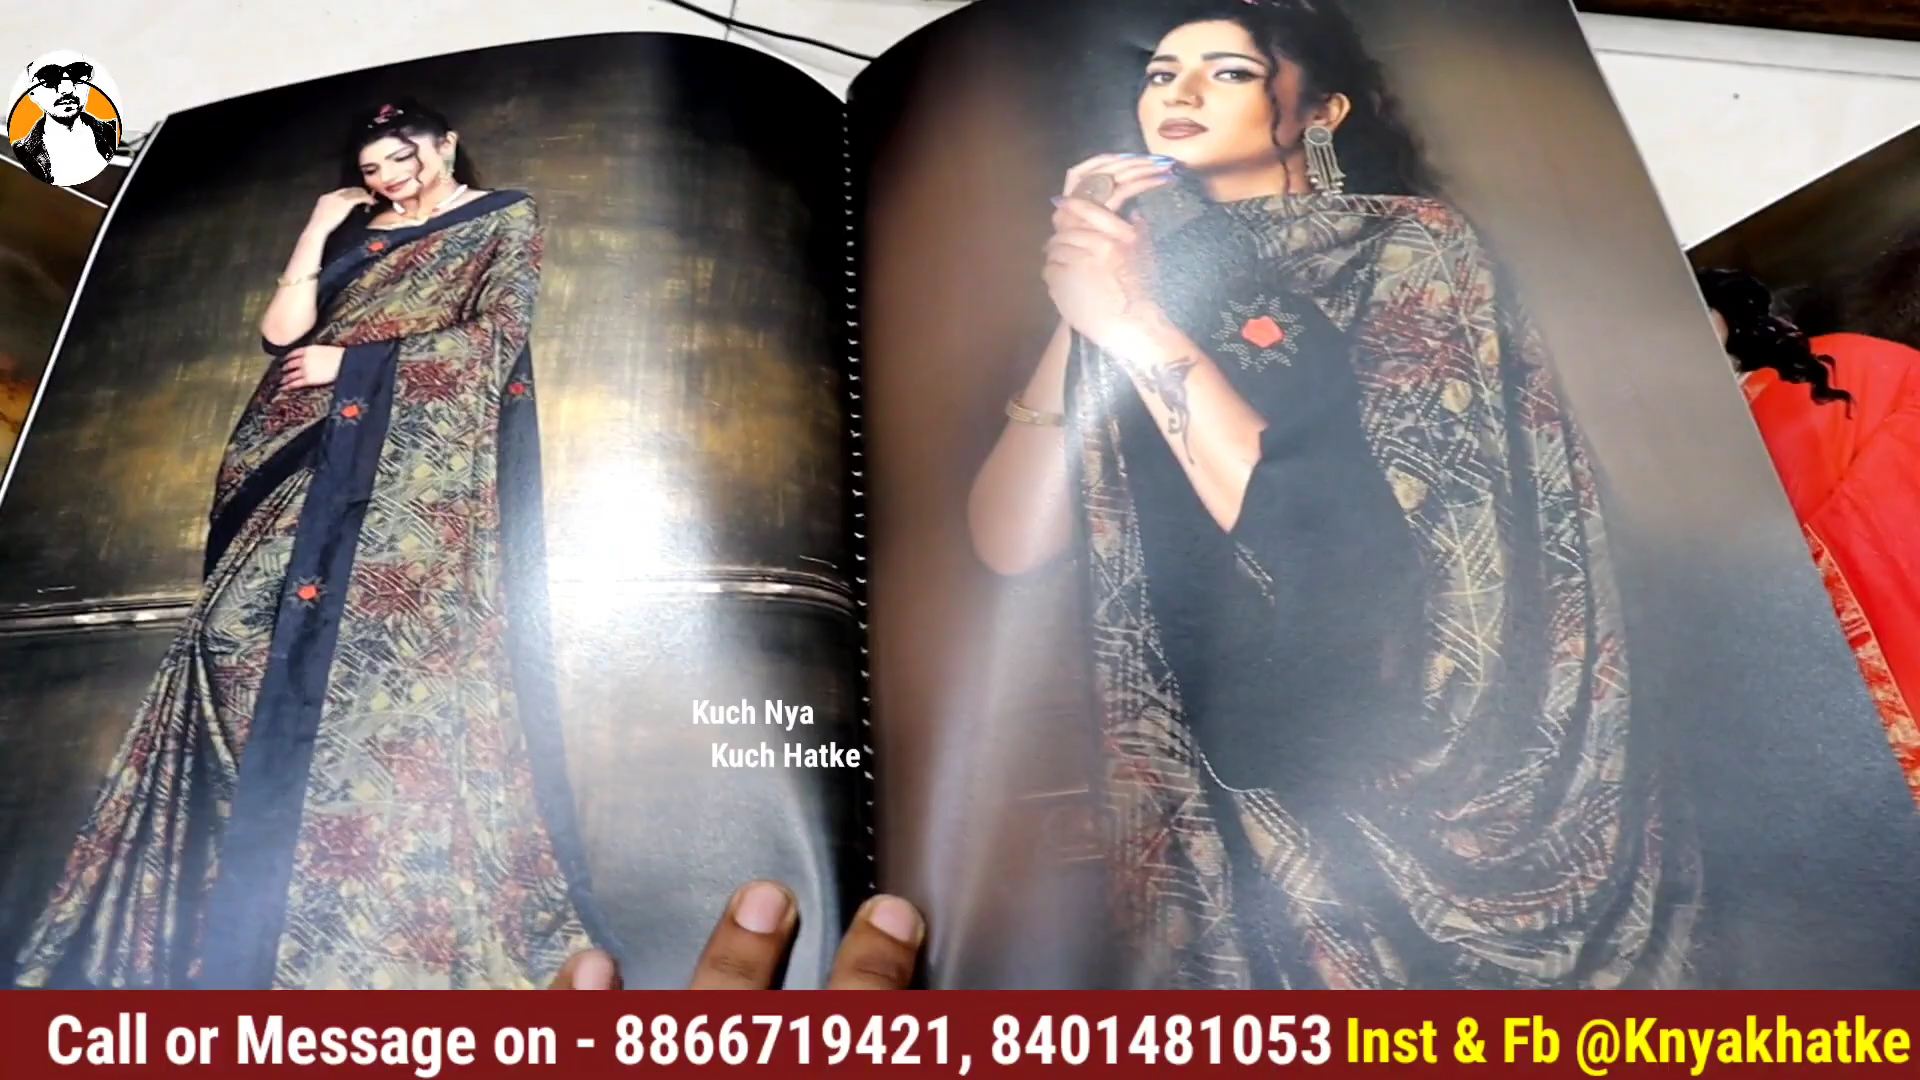 Kuch Nya
Kuch Hatke
Call or Message on - 8866719421, 8401481053 Inst & Fb @Knyakhatke